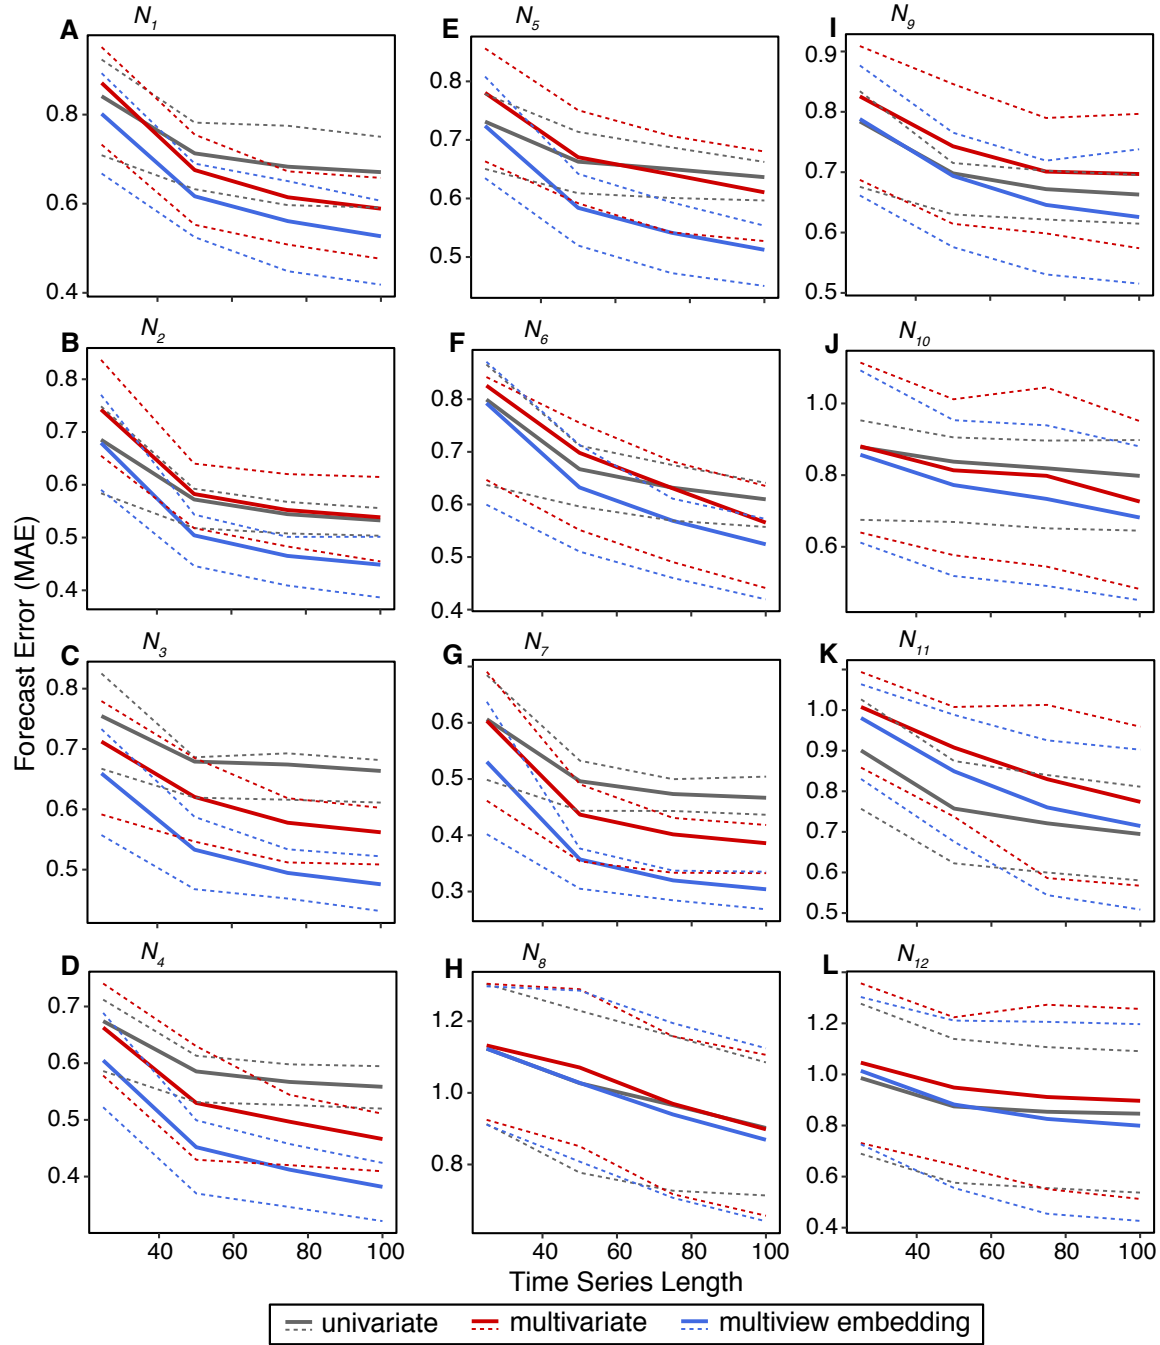 A N1
0.8
0.6
0.4
E N5
0.8
0.7
0.6
0.5
I N9
0.9
0.8
0.7
0.6
0.5
B N2
0.8
0.7
0.6
0.5
0.4
F N6
0.8
0.7
0.6
0.5
0.4
J N10
1.0
0.8
0.6
C N3
0.8
0.7
0.6
0.5
G N7
0.6
0.5
0.4
0.3
K N11
1.0
0.9
0.8
0.7
0.6
0.5
D N4
0.7
0.6
0.5
0.4
40 60 80 100
H N8
1.2
1.0
0.8
40 60 80 100
L N12
1.2
1.0
0.8
0.6
0.4
40 60 80 100
Forecast Error (MAE)
Time Series Length
univariate multivariate multiview embedding